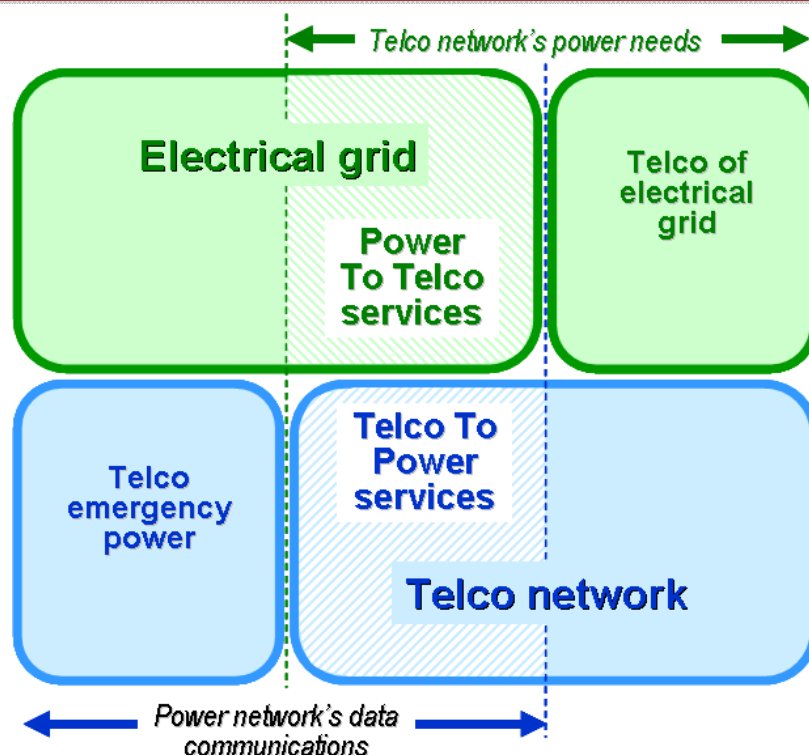 Telco network's power needs
Electrical grid
Power
To Telco
services
Telco of
electrical
grid
Telco
emergency
power
Telco To
Power
services
Telco network
Power network's data
communications